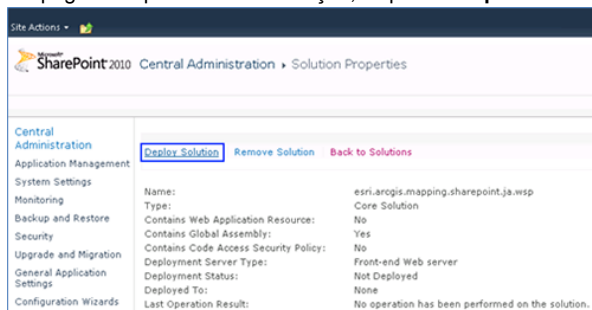 Site Actions
Microsoft
SharePoint 2010 Central Administration ▸ Solution Properties
Central
Administration
Application Management
System Settings
Monitoring
Backup and Restore
Security
Upgrade and Migration
General Application
Settings
Configuration Wizards
Deploy Solution Remove Solution Back to Solutions
Name: esri.arcgis.mapping.sharepoint.ja.wsp
Type: Core Solution
Contains Web Application Resource: No
Contains Global Assembly: Yes
Contains Code Access Security Policy: No
Deployment Server Type: Front-end Web server
Deployment Status: Not Deployed
Deployed To: None
Last Operation Result: No operation has been performed on the solution.